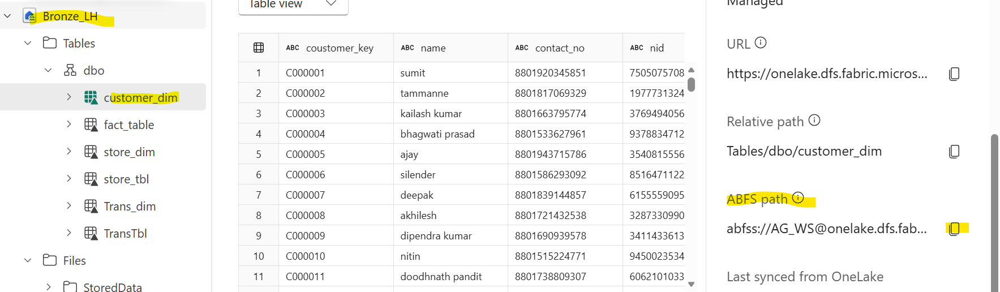 Bronze_LH
Tables
dbo
customer_dim
fact_table
store_dim
store_tbl
Trans_dim
TransTbl
Files
StoredData
Table view
ABC coustomer_key ABC name ABC contact_no ABC nid
1 C000001 sumit 8801920345851 7505075708
2 C000002 tammanne 8801817069329 1977731324
3 C000003 kailash kumar 8801663795774 3769494056
4 C000004 bhagwati prasad 8801533627961 9378834712
5 C000005 ajay 8801943715786 3540815556
6 C000006 silender 8801586293092 8516471122
7 C000007 deepak 8801839144857 615555909
8 C000008 akhilesh 8801721432538 3287330990
9 C000009 dipendra kumar 8801690939578 3411433613
10 C000010 nitin 8801515224771 9450023534
11 C000011 doodhnath pandit 8801738809307 6062101033
Managed
URL
https://onelake.dfs.fabric.micros...
Relative path
Tables/dbo/customer_dim
ABFS path
abfss://AG_WS@onelake.dfs.fab...
Last synced from OneLake